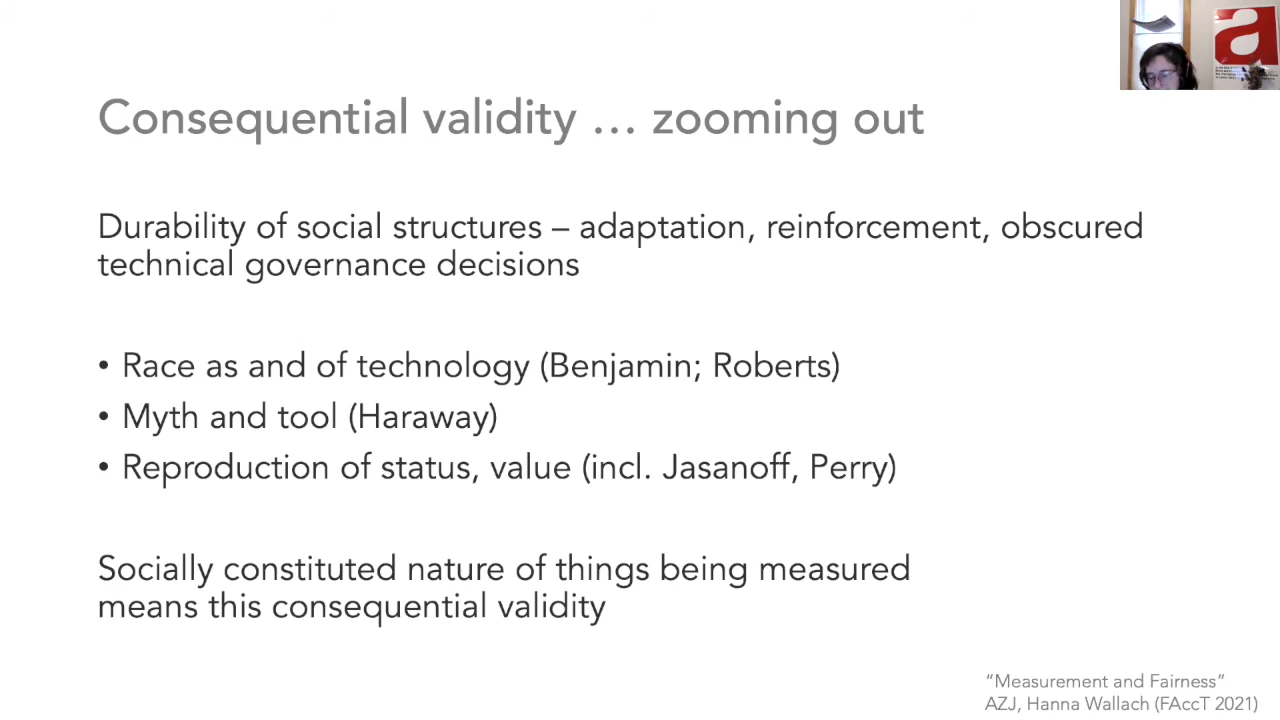 Consequential validity … zooming out
Durability of social structures – adaptation, reinforcement, obscured
technical governance decisions
• Race as and of technology (Benjamin; Roberts)
• Myth and tool (Haraway)
• Reproduction of status, value (incl. Jasanoff, Perry)
Socially constituted nature of things being measured
means this consequential validity
“Measurement and Fairness”
AZJ, Hanna Wallach (FAccT 2021)
a